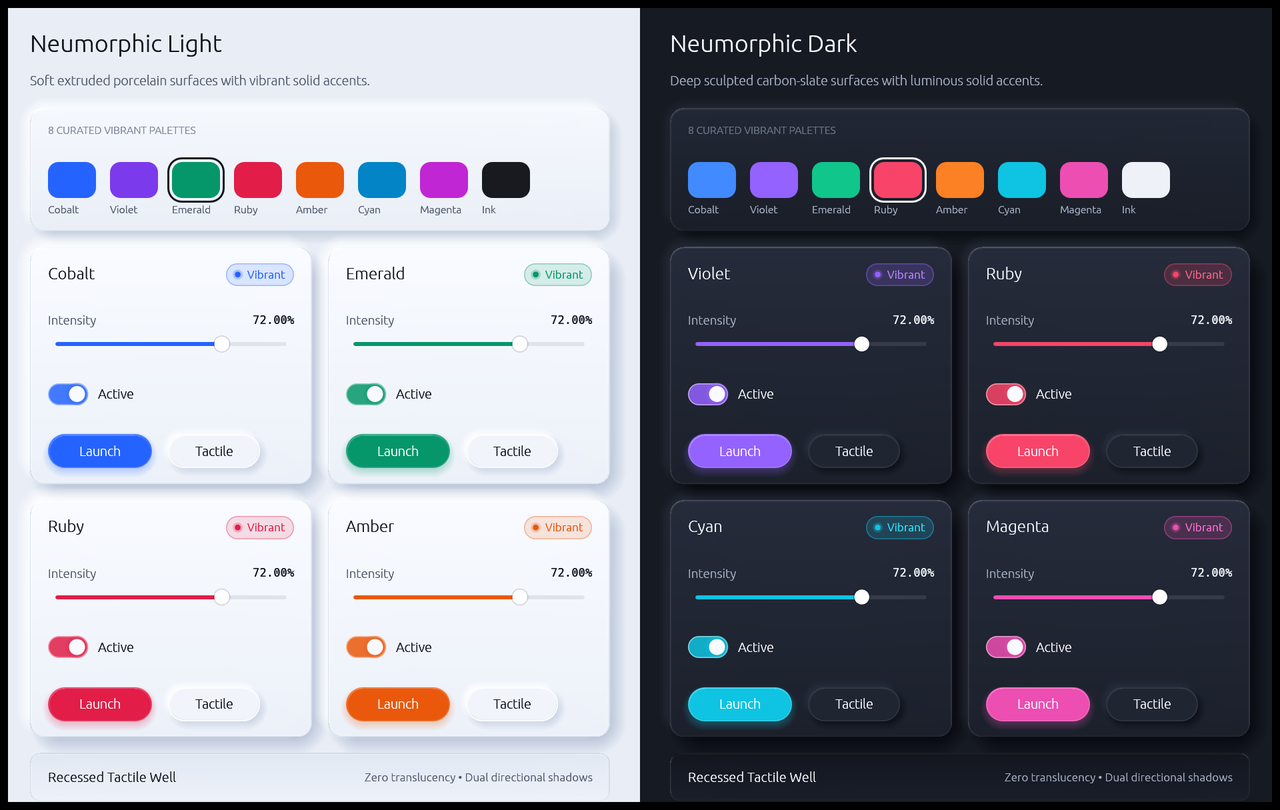 Neumorphic Light
Soft extruded porcelain surfaces with vibrant solid accents.
8 CURATED VIBRANT PALETTES
Cobalt Violet Emerald Ruby Amber Cyan Magenta Ink
Cobalt Vibrant
Intensity 72.00%
Active
Launch Tactile
Emerald Vibrant
Intensity 72.00%
Active
Launch Tactile
Ruby Vibrant
Intensity 72.00%
Active
Launch Tactile
Amber Vibrant
Intensity 72.00%
Active
Launch Tactile
Recessed Tactile Well Zero translucency • Dual directional shadows
Neumorphic Dark
Deep sculpted carbon-slate surfaces with luminous solid accents.
8 CURATED VIBRANT PALETTES
Cobalt Violet Emerald Ruby Amber Cyan Magenta Ink
Violet Vibrant
Intensity 72.00%
Active
Launch Tactile
Ruby Vibrant
Intensity 72.00%
Active
Launch Tactile
Cyan Vibrant
Intensity 72.00%
Active
Launch Tactile
Magenta Vibrant
Intensity 72.00%
Active
Launch Tactile
Recessed Tactile Well Zero translucency • Dual directional shadows